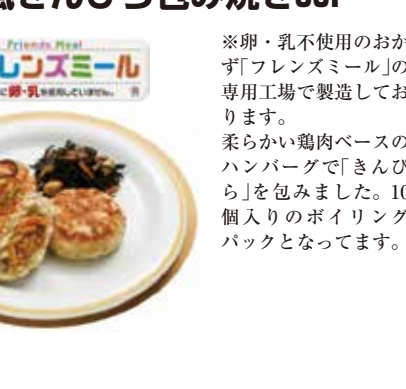 風きんぴら包み焼きSSP
Friends Meal
レンズミール
に卵・乳を使用していません。
※卵・乳不使用のおか
ず「フレンズミール」の
専用工場で製造してお
ります。
柔らかい鶏肉ベースの
ハンバーグで「きんぴ
ら」を包みました。10
個入りのボイリング
パックとなってます。